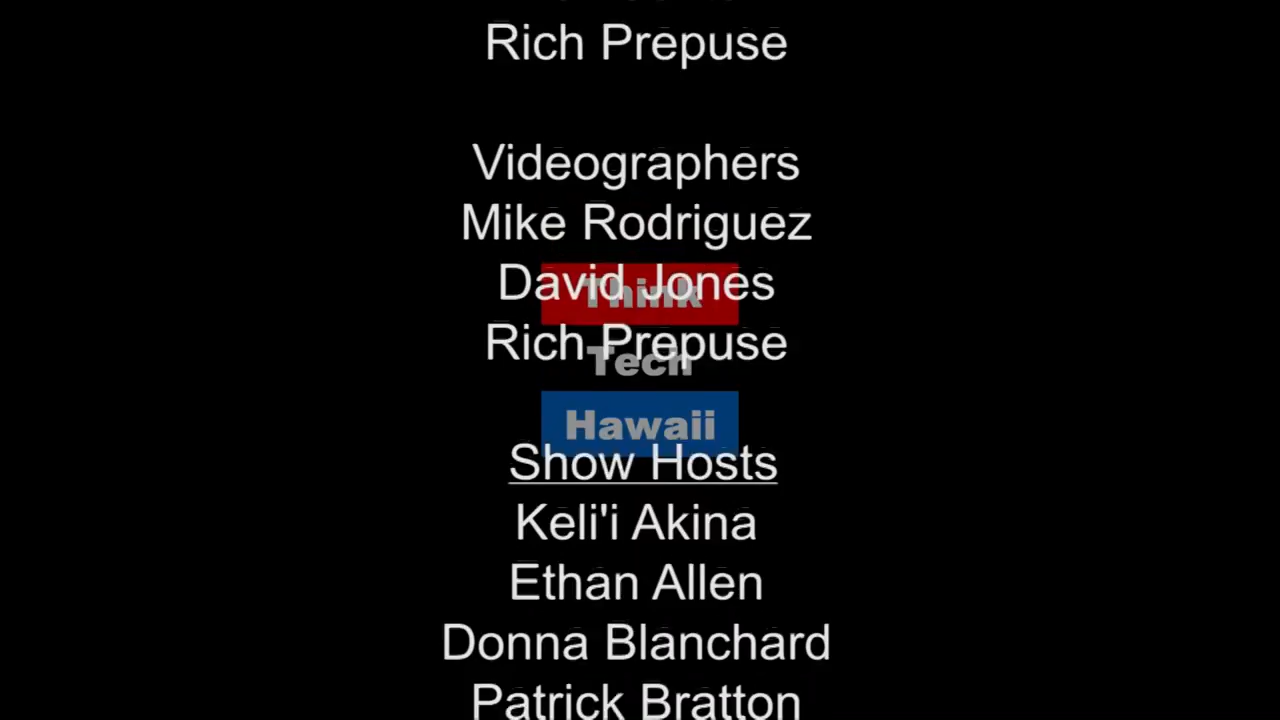 Rich Prepuse
Videographers
Mike Rodriguez
David Jones
Think
Rich Prepuse
Tech
Hawaii
Show Hosts
Keli'i Akina
Ethan Allen
Donna Blanchard
Patrick Bratton